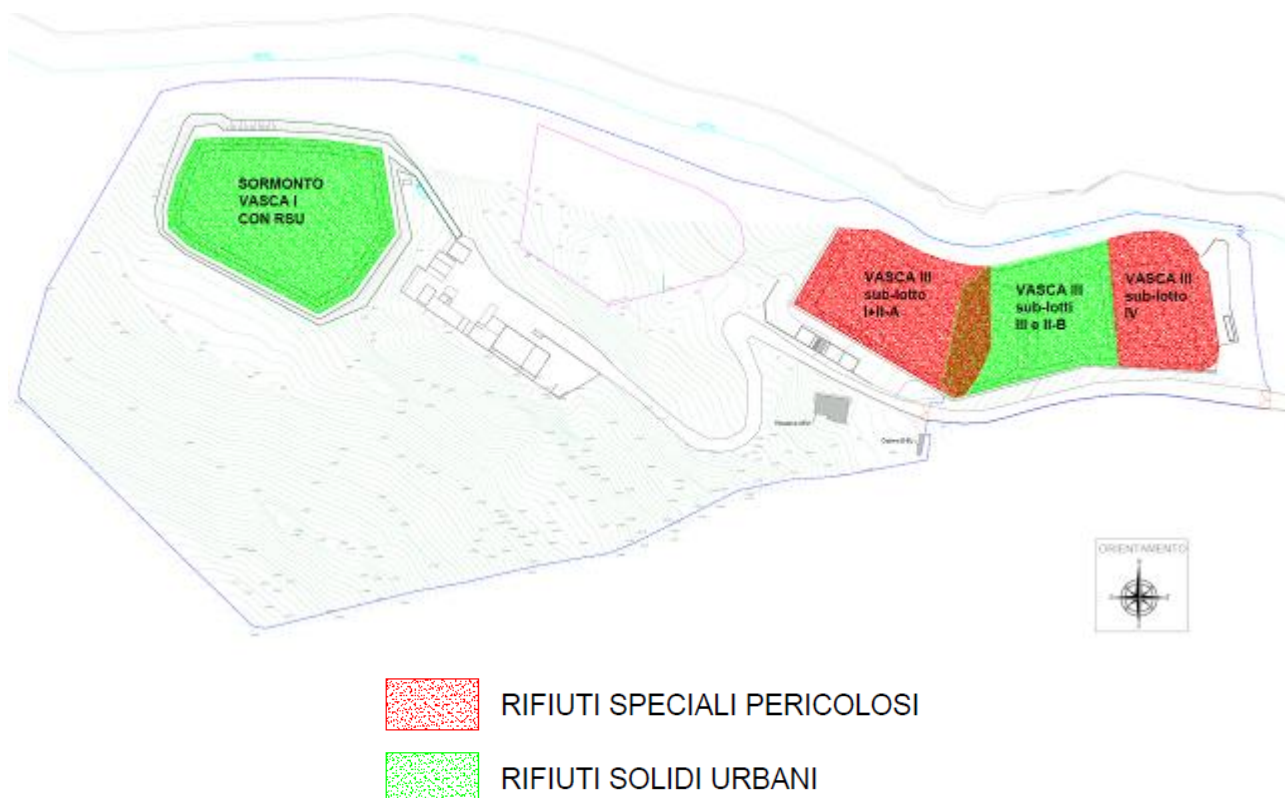 SORMONTO
VASCA I
CON RSU
VASCA III
sub-lotto
I+II-A
VASCA III
sub-lotti
III e II-B
VASCA III
sub-lotto
IV
ORIENTAMENTO
RIFIUTI SPECIALI PERICOLOSI
RIFIUTI SOLIDI URBANI